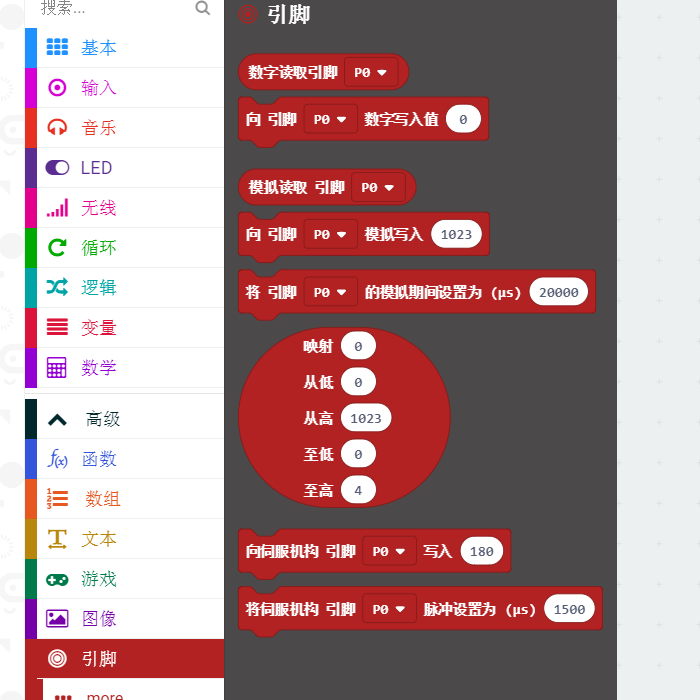 搜索...
基本
输入
音乐
LED
无线
循环
逻辑
变量
数学
高级
函数
数组
文本
游戏
图像
引脚
more
引脚
数字读取引脚 P0
向 引脚 P0 数字写入值 0
模拟读取 引脚 P0
向 引脚 P0 模拟写入 1023
将 引脚 P0 的模拟期间设置为 (µs) 20000
映射 0
从低 0
从高 1023
至低 0
至高 4
向伺服机构 引脚 P0 写入 180
将伺服机构 引脚 P0 脉冲设置为 (µs) 1500